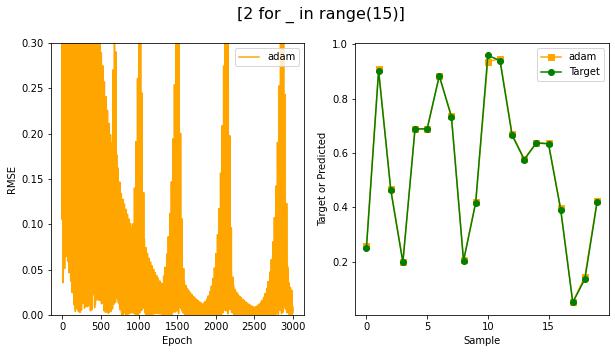 [2 for _ in range(15)]
0.30
0.25
0.20
0.15
0.10
0.05
0.00
RMSE
0 500 1000 1500 2000 2500 3000
Epoch
adam
1.0
0.8
0.6
0.4
0.2
Target or Predicted
0 5 10 15
Sample
adam
Target